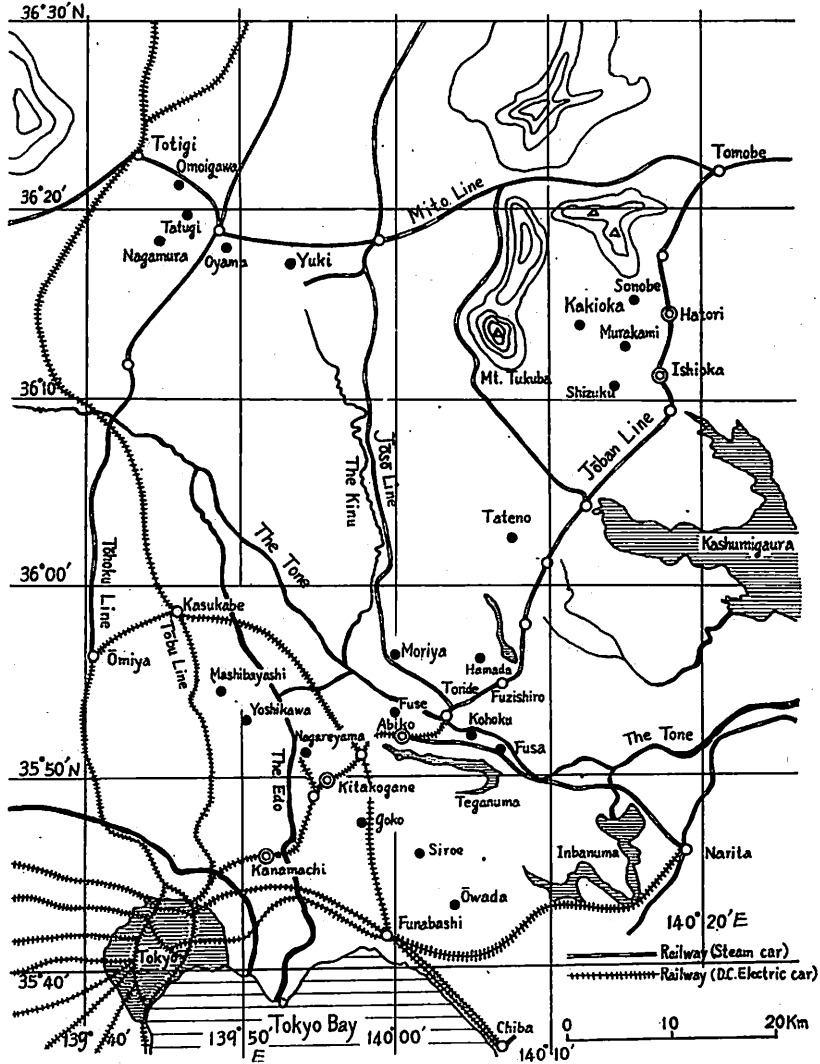 36°30'N
Totigi
Omoigawa
Tomobe
36°20'
Mito Line
Tatugi
Nagamura
Oyama
Yuki
Sonobe
Kakioka
Hatori
Murakami
Mt. Tukuba
Ishioka
Shizuku
36°10'
Jōsō Line
The Kinu
Jōban Line
Tateno
The Tone
Kashumigaura
Tōhoku Line
36°00'
Kasukabe
Tōbu Line
Ōmiya
Moriya
Hamada
Mashibayashi
Toride
Fuzishiro
Yoshikawa
Fuse
Abiko
Kohoku
Nagareyama
Fusa
The Tone
The Edo
35°50'N
Kitakogane
Teganuma
Goko
Siroe
Inbanuma
Narita
Kanamachi
Ōwada
Funabashi
140°20'E
Railway (Steam car)
Tokyo
Railway (D.C. Electric car)
35°40'
Tokyo Bay
Chiba
139°40'
139°50'
E
140°00'
140°10'
0 10 20Km